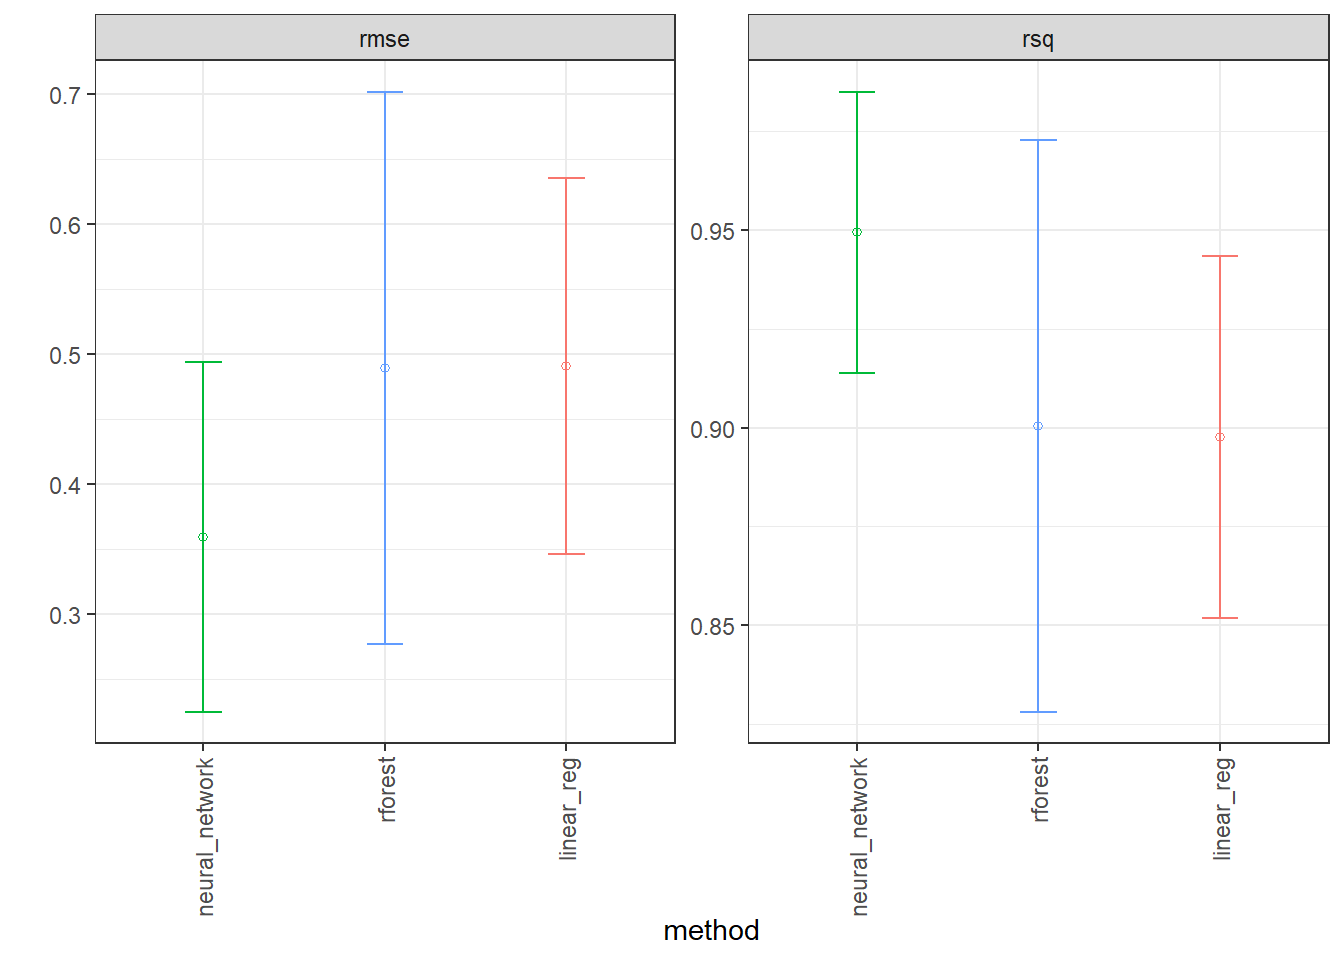 rmse
rsq
0.7
0.6
0.5
0.4
0.3
0.95
0.90
0.85
neural_network
rforest
linear_reg
neural_network
rforest
linear_reg
method